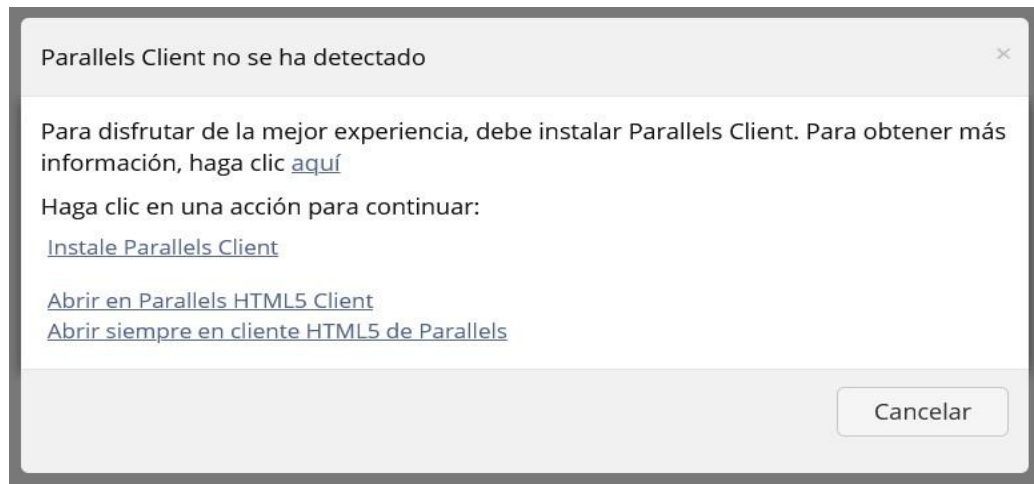 Parallels Client no se ha detectado
×
Para disfrutar de la mejor experiencia, debe instalar Parallels Client. Para obtener más
información, haga clic aquí
Haga clic en una acción para continuar:
Instale Parallels Client
Abrir en Parallels HTML5 Client
Abrir siempre en cliente HTML5 de Parallels
Cancelar